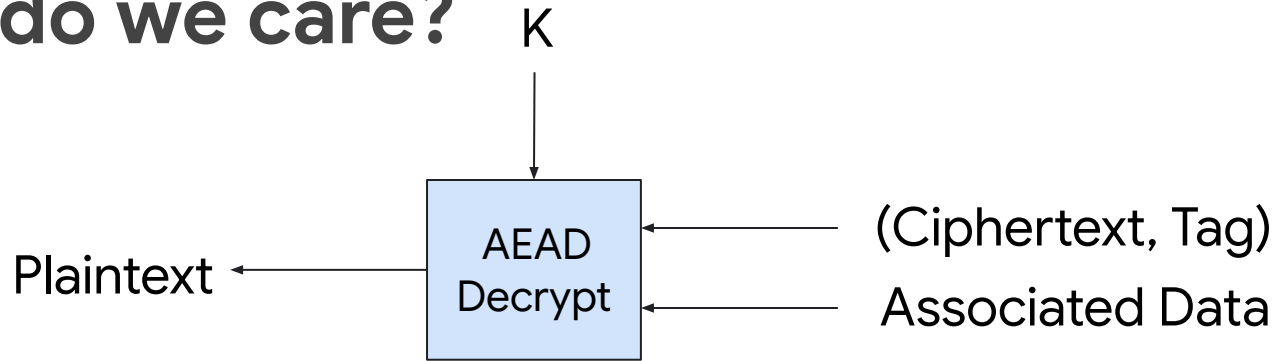 do we care?
K
AEAD
Decrypt
Plaintext
(Ciphertext, Tag)
Associated Data